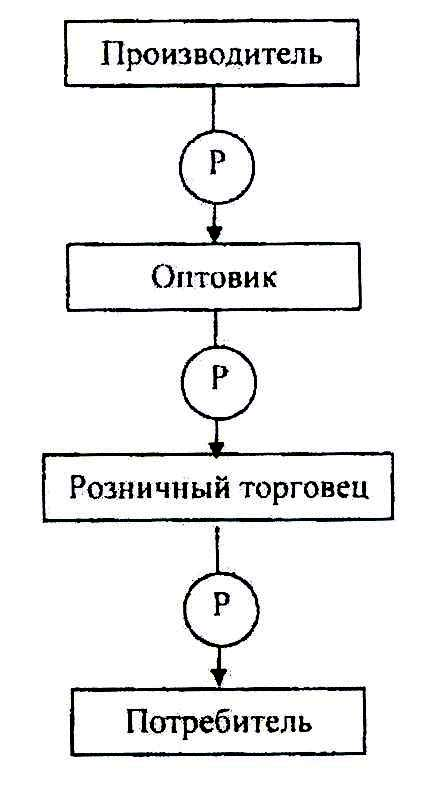 Производитель
Р
Оптовик
Р
Розничный торговец
Р
Потребитель